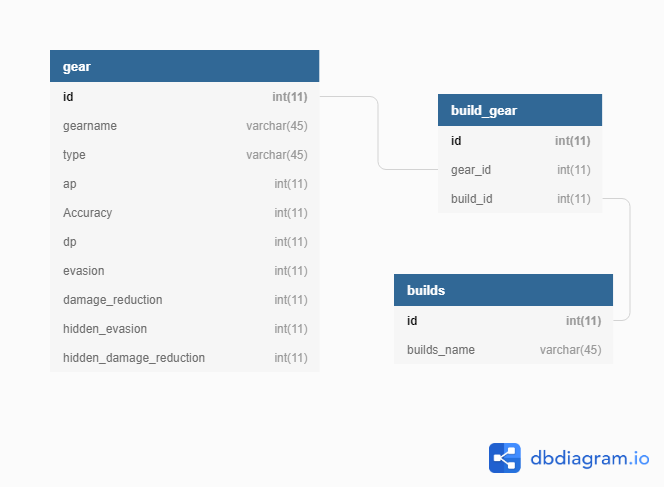 gear
id int(11)
gearname varchar(45)
type varchar(45)
ap int(11)
Accuracy int(11)
dp int(11)
evasion int(11)
damage_reduction int(11)
hidden_evasion int(11)
hidden_damage_reduction int(11)
build_gear
id int(11)
gear_id int(11)
build_id int(11)
builds
id int(11)
builds_name varchar(45)
dbdiagram.io